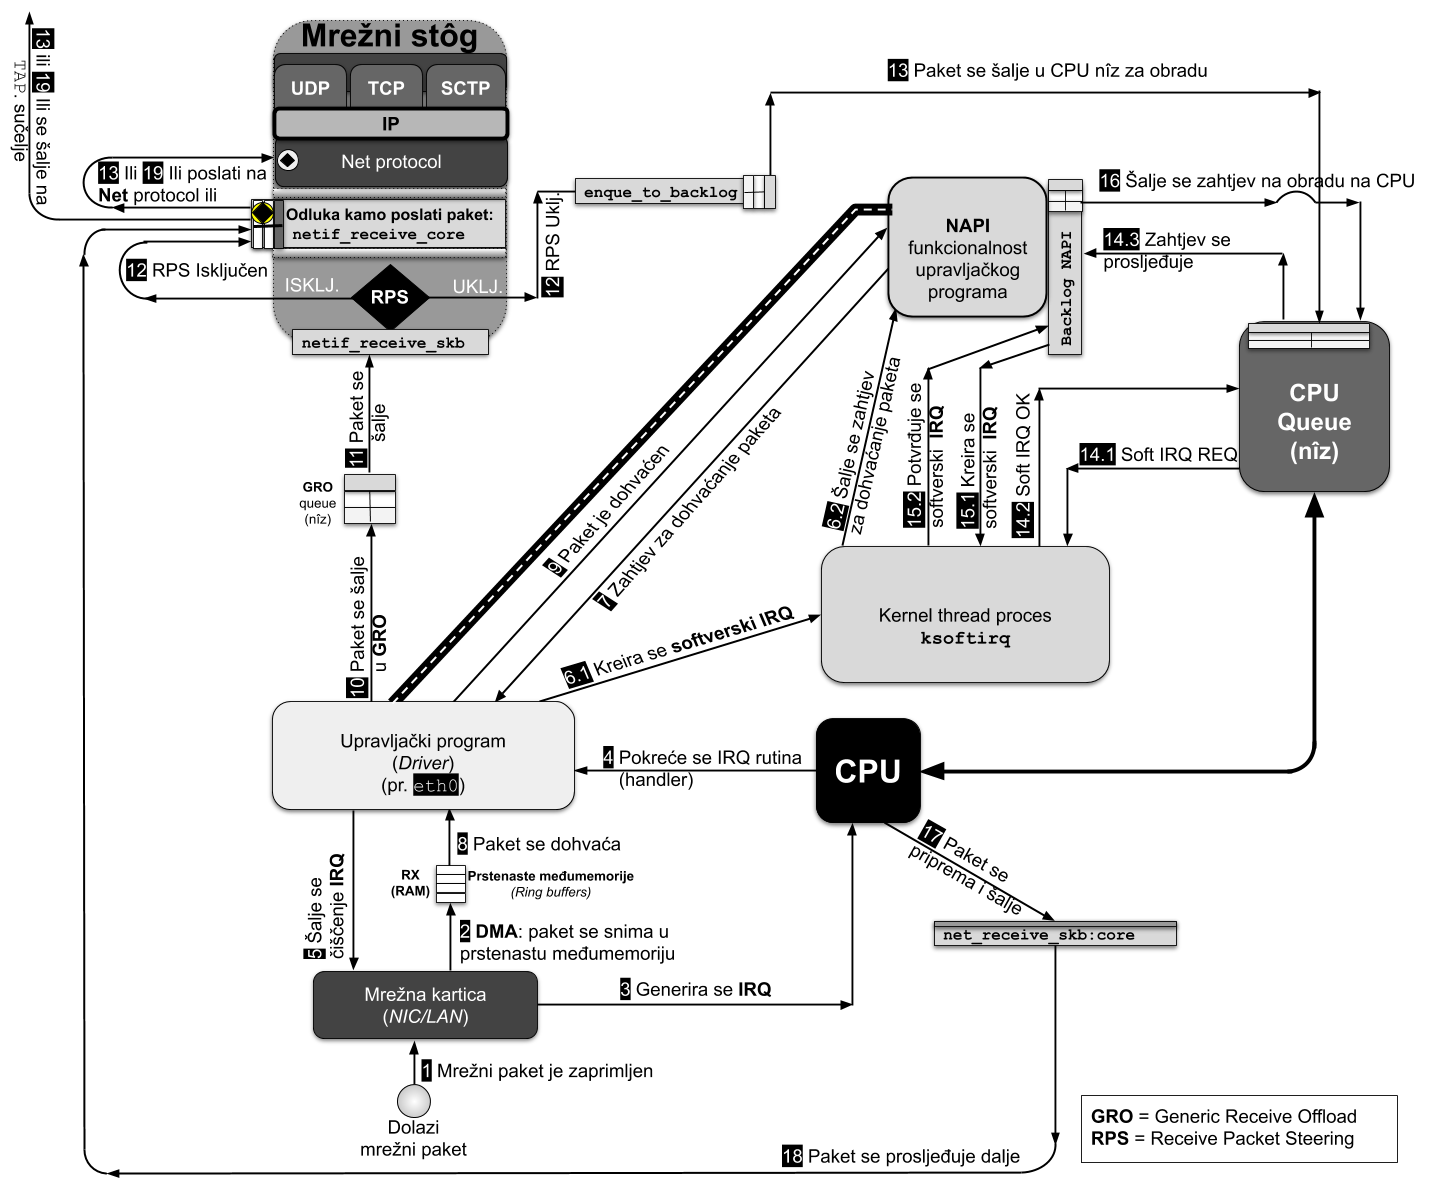 Mrežni stôg
UDP
TCP
SCTP
IP
Net protocol
Odluka kamo poslati paket:
netif_receive_core
ISKLJ.
RPS
UKLJ.
netif_receive_skb
13 ili 19 Ili se šalje na
TAP. sučelje
13 Ili 19 Ili poslati na
Net protocol ili
12 RPS Isključen
12 RPS Uklj.
enque_to_backlog
13 Paket se šalje u CPU nîz za obradu
NAPI
funkcionalnost
upravljačkog
programa
Backlog NAPI
16 Šalje se zahtjev na obradu na CPU
14.3 Zahtjev se
prosljeđuje
CPU
Queue
(nîz)
14.1 Soft IRQ REQ
14.2 Soft IRQ OK
15.1 Kreira se
softverski IRQ
15.2 Potvrđuje se
softverski IRQ
6.2 Šalje se zahtjev
za dohvaćanje paketa
11 Paket se
šalje
GRO
queue
(nîz)
10 Paket se šalje
u GRO
9 Paket je dohvaćen
7 Zahtjev za dohvaćanje paketa
6.1 Kreira se softverski IRQ
Kernel thread proces
ksoftirq
Upravljački program
(Driver)
(pr. eth0)
4 Pokreće se IRQ rutina
(handler)
CPU
8 Paket se dohvaća
RX
(RAM)
Prstenaste međumemorije
(Ring buffers)
5 Šalje se
čišćenje IRQ
2 DMA: paket se snima u
prstenastu međumemoriju
17 Paket se
priprema i šalje
net_receive_skb:core
3 Generira se IRQ
Mrežna kartica
(NIC/LAN)
1 Mrežni paket je zaprimljen
Dolazi
mrežni paket
18 Paket se prosljeđuje dalje
GRO = Generic Receive Offload
RPS = Receive Packet Steering